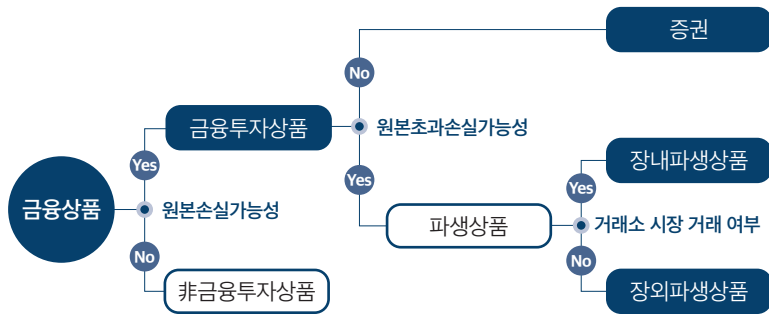 증권
No
금융투자상품
원본초과손실가능성
장내파생상품
Yes
Yes
Yes
금융상품
원본손실가능성
파생상품
거래소 시장 거래 여부
No
No
非금융투자상품
장외파생상품